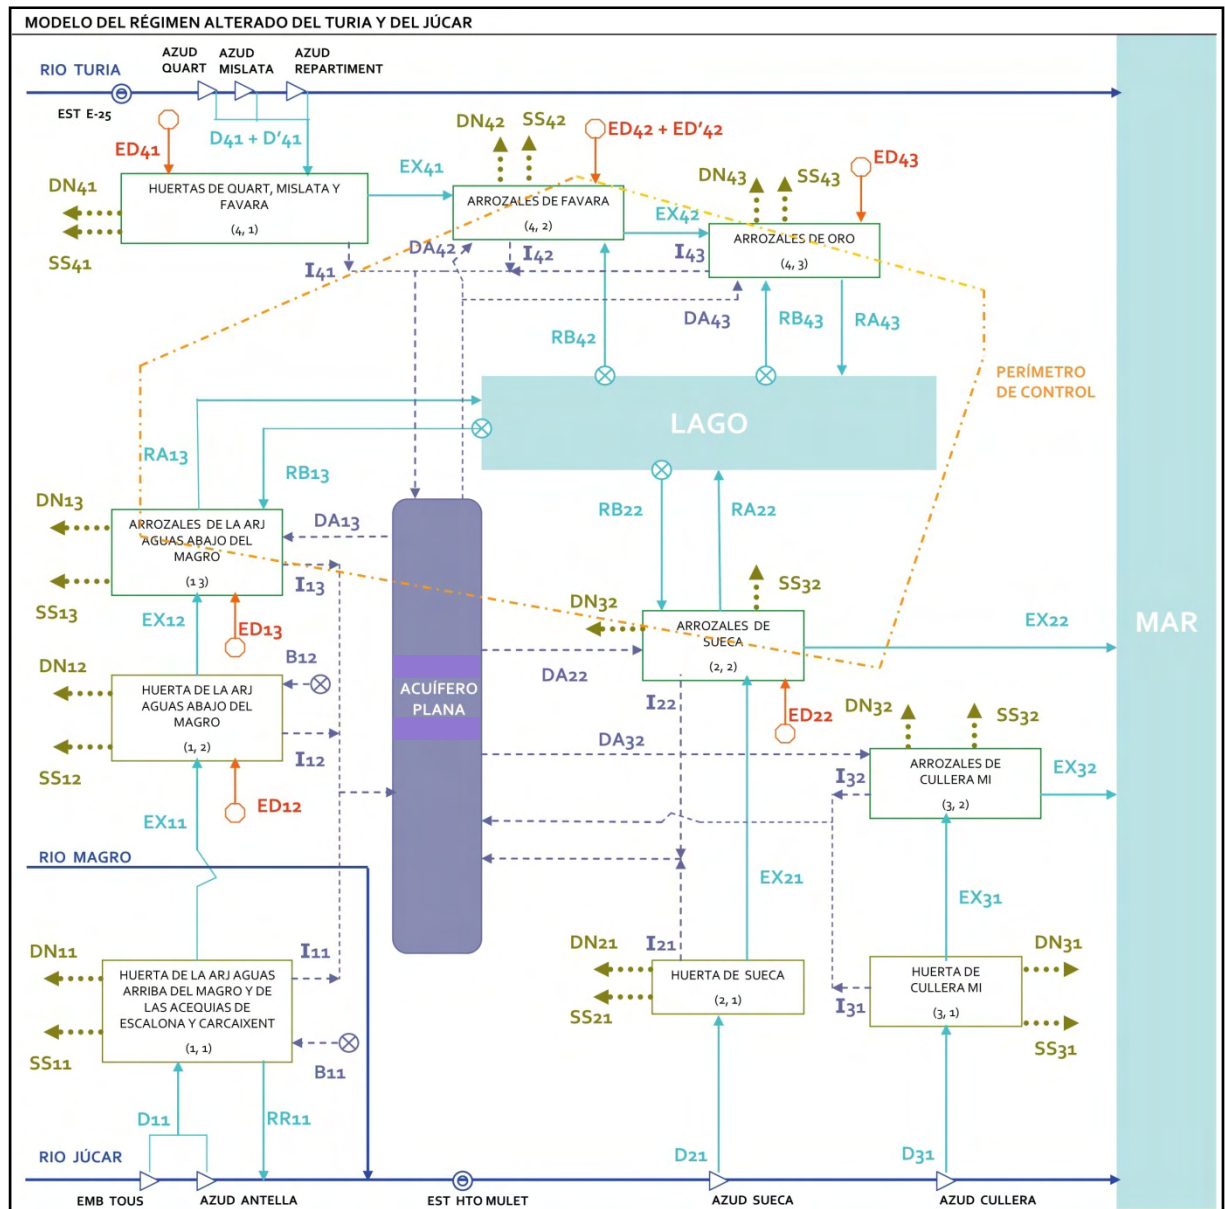 MODELO DEL RÉGIMEN ALTERADO DEL TURIA Y DEL JÚCAR
AZUD
QUART
AZUD
MISLATA
AZUD
REPARTIMENT
RIO TURIA
EST E-25
ED41
D41 + D'41
DN42
SS42
ED42 + ED'42
ED43
DN43
SS43
EX41
DN41
SS41
HUERTAS DE QUART, MISLATA Y
FAVARA
(4, 1)
ARROZALES DE FAVARA
(4, 2)
EX42
ARROZALES DE ORO
(4, 3)
I41
DA42
I42
I43
DA43
RB42
RB43
RA43
PERÍMETRO
DE CONTROL
LAGO
MAR
RA13
RB13
RB22
RA22
DN13
SS13
ARROZALES DE LA ARJ
AGUAS ABAJO DEL
MAGRO
(1 3)
DA13
I13
EX12
ED13
DN32
SS32
ARROZALES DE
SUECA
(2, 2)
EX22
DN12
SS12
HUERTA DE LA ARJ
AGUAS ABAJO DEL
MAGRO
(1, 2)
B12
I12
ACUÍFERO
PLANA
DA22
I22
ED22
DN32
SS32
DA32
I32
ARROZALES DE
CULLERA MI
(3, 2)
EX32
EX11
ED12
RIO MAGRO
EX21
EX31
DN11
SS11
I11
HUERTA DE LA ARJ AGUAS
ARRIBA DEL MAGRO Y DE
LAS ACEQUIAS DE
ESCALONA Y CARCAIXENT
(1, 1)
B11
DN21
SS21
I21
HUERTA DE SUECA
(2, 1)
I31
HUERTA DE
CULLERA MI
(3, 1)
DN31
SS31
D11
RR11
D21
D31
RIO JÚCAR
EMB TOUS
AZUD ANTELLA
EST HTO MULET
AZUD SUECA
AZUD CULLERA